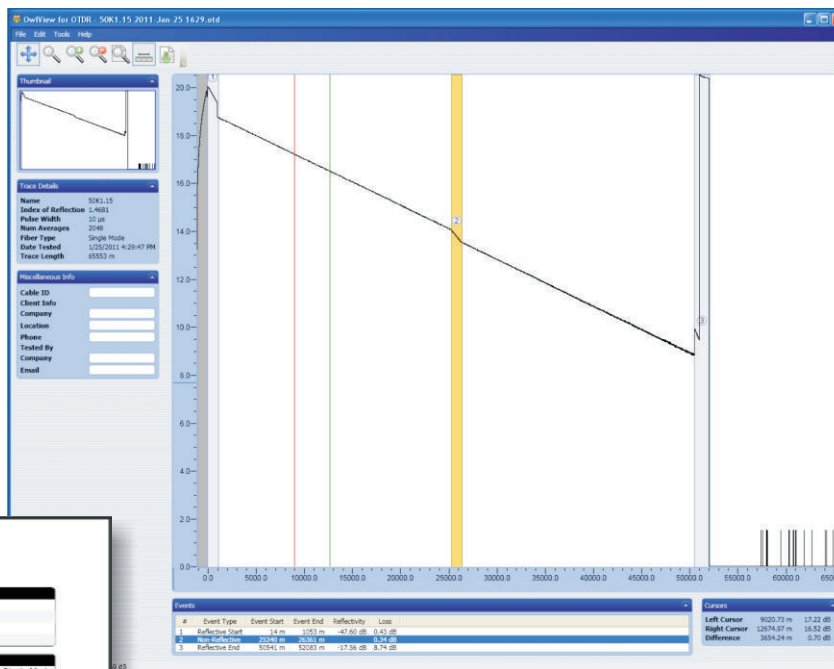 OwlView for OTDR - 50K1.15 2011-Jan-25 1629.otd
File Edit Tools Help
Thumbnail
Trace Details
Name 50K1.15
Index of Reflection 1.4681
Pulse Width 10 µs
Num Averages 2048
Fiber Type Single Mode
Date Tested 1/25/2011 4:29:47 PM
Trace Length 65553 m
Miscellaneous Info
Cable ID
Client Info
Company
Location
Phone
Tested By
Company
Email
1
20.0
18.0
16.0
2
14.0
12.0
10.0
3
8.0
6.0
4.0
2.0
0.0
0.0 5000.0 10000.0 15000.0 20000.0 25000.0 30000.0 35000.0 40000.0 45000.0 50000.0 55000.0 60000.0 6500
Events
# Event Type Event Start Event End Reflectivity Loss
1 Reflective Start 14 m 1053 m -47.60 dB 0.43 dB
2 Non-Reflective 25340 m 26361 m 0.34 dB
3 Reflective End 50541 m 52083 m -17.56 dB 8.74 dB
Cursors
Left Cursor 9020.73 m 17.22 dB
Right Cursor 12674.97 m 16.52 dB
Difference 3654.24 m 0.70 dB